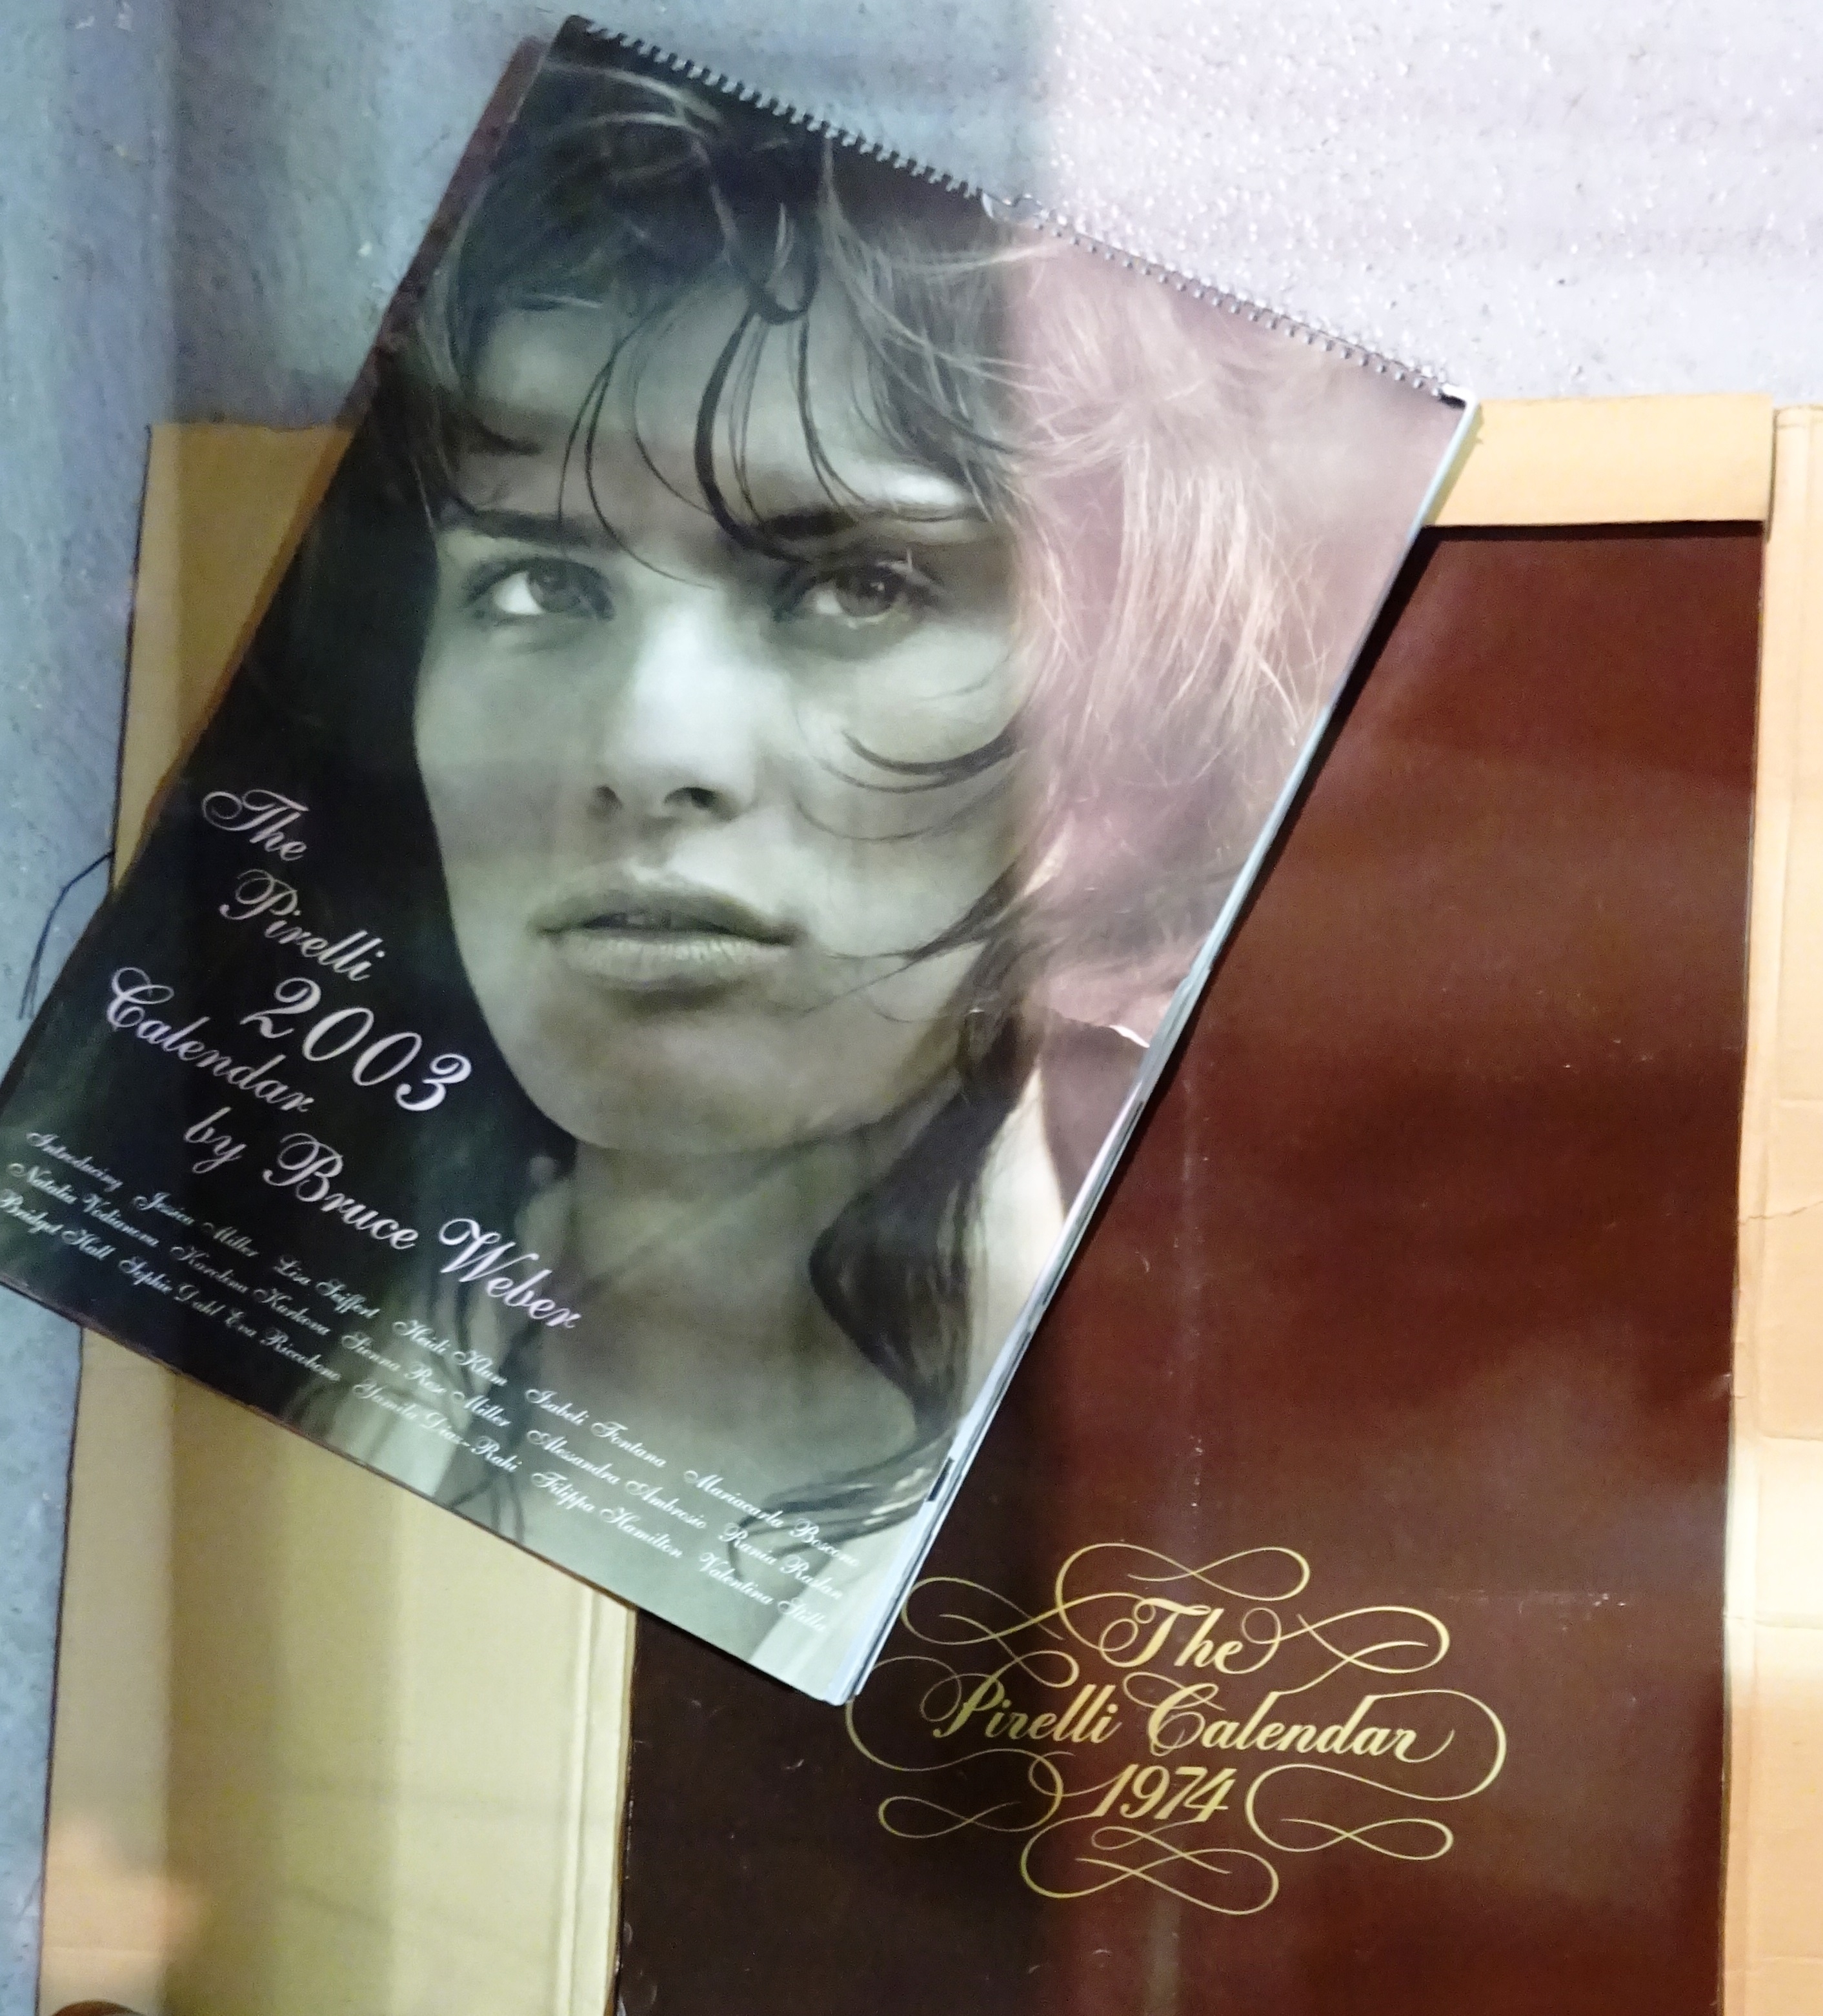 The
Pirelli
2003
Calendar
by Bruce Weber
Introducing Jessica Miller Lisa Seiffert Heidi Klum Isabeli Fontana Mariacarla Boscono
Natalia Vodianova Karolina Kurkova Sienna Rose Miller Alessandra Ambrosio Rania Raslan
Bridget Hall Sophie Dahl Eva Riccobono Yamila Diaz-Rahi Filippa Hamilton Valentina Stilla
The
Pirelli Calendar
1974